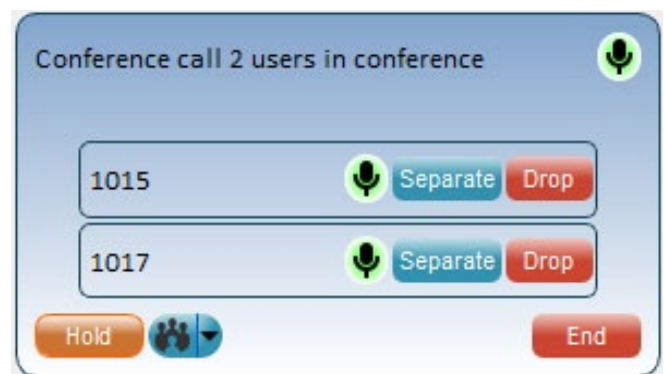 Conference call 2 users in conference
1015 Separate Drop
1017 Separate Drop
Hold End